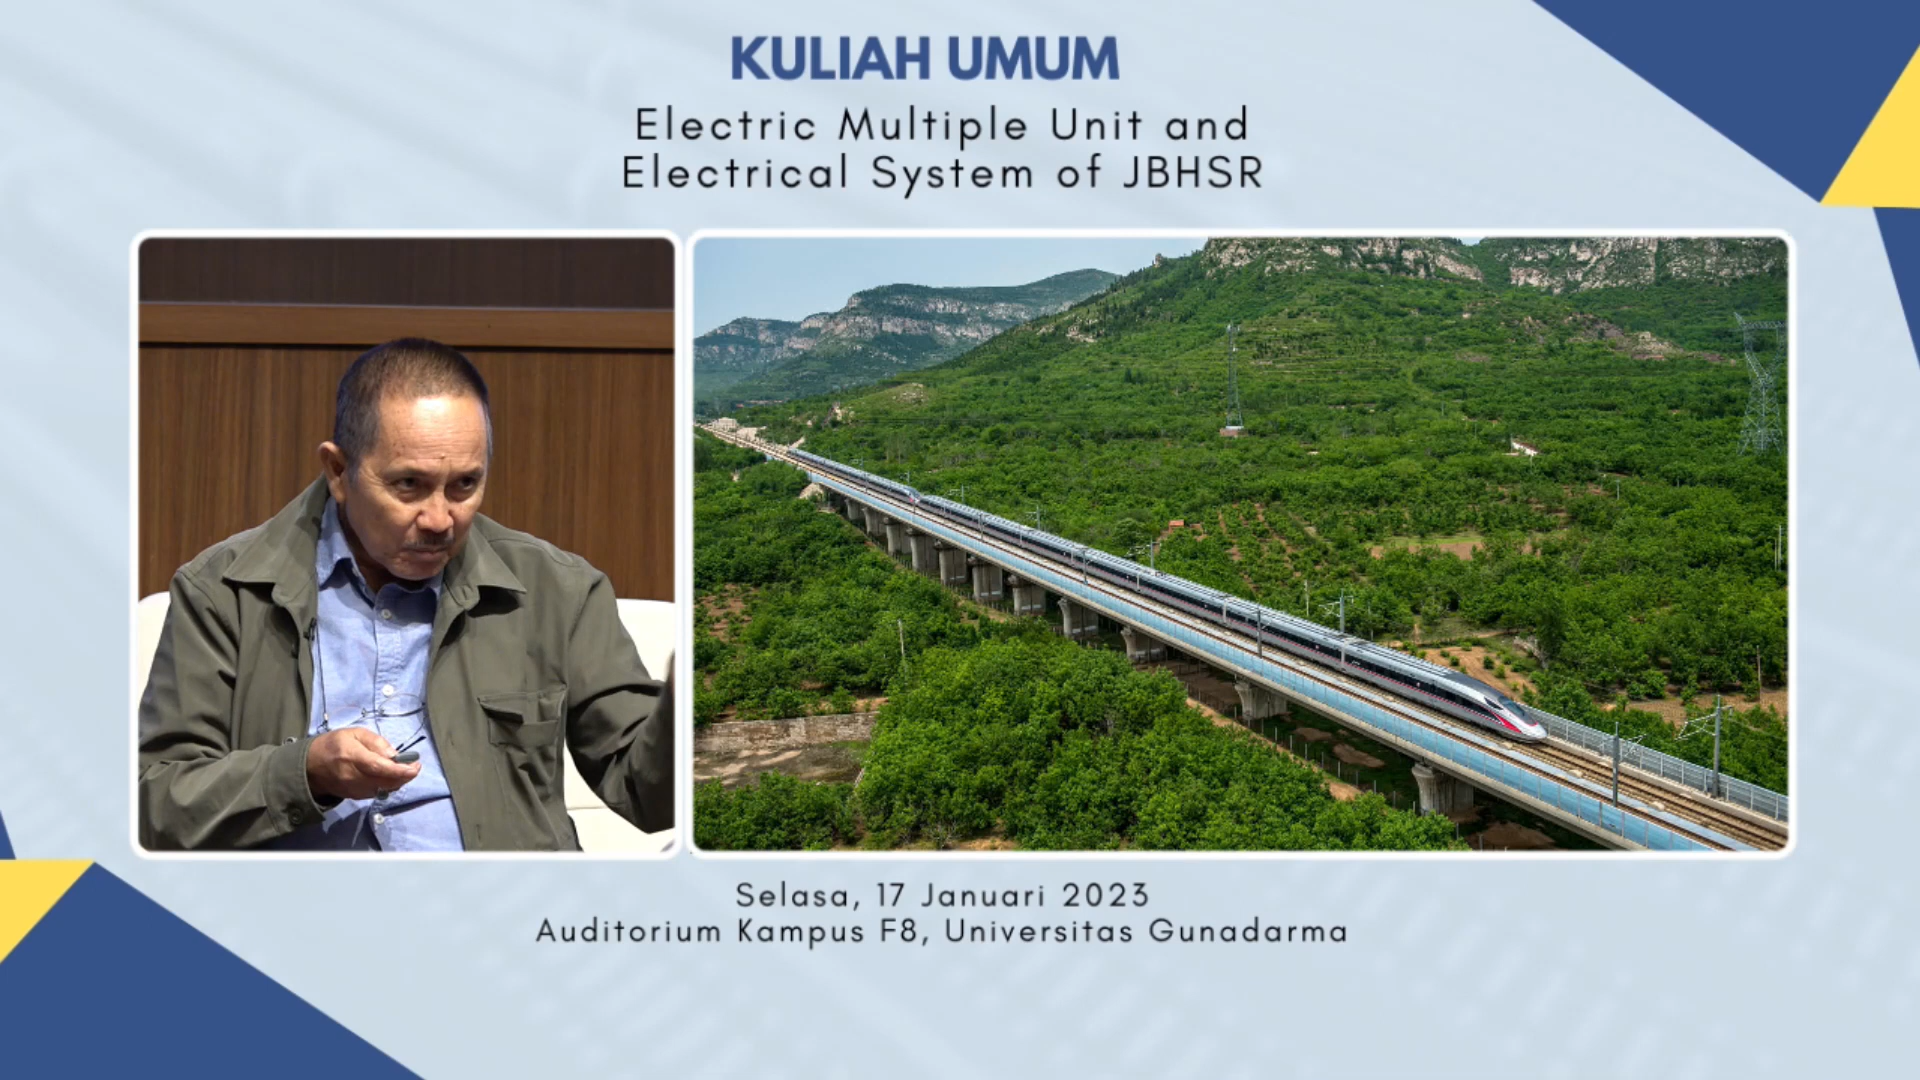 KULIAH UMUM
Electric Multiple Unit and
Electrical System of JBHSR
Selasa, 17 Januari 2023
Auditorium Kampus F8, Universitas Gunadarma